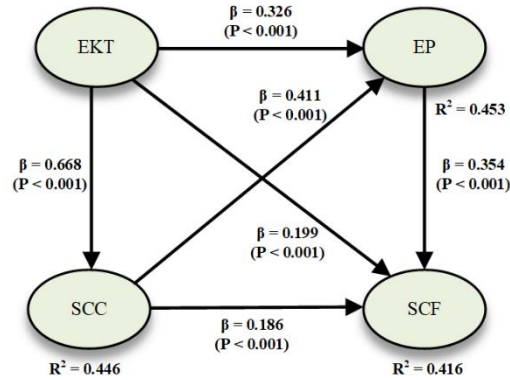 β = 0.326
(P < 0.001)
EKT
EP
β = 0.411
(P < 0.001)
R² = 0.453
β = 0.668
(P < 0.001)
β = 0.354
(P < 0.001)
β = 0.199
(P < 0.001)
SCC
SCF
β = 0.186
(P < 0.001)
R² = 0.446
R² = 0.416